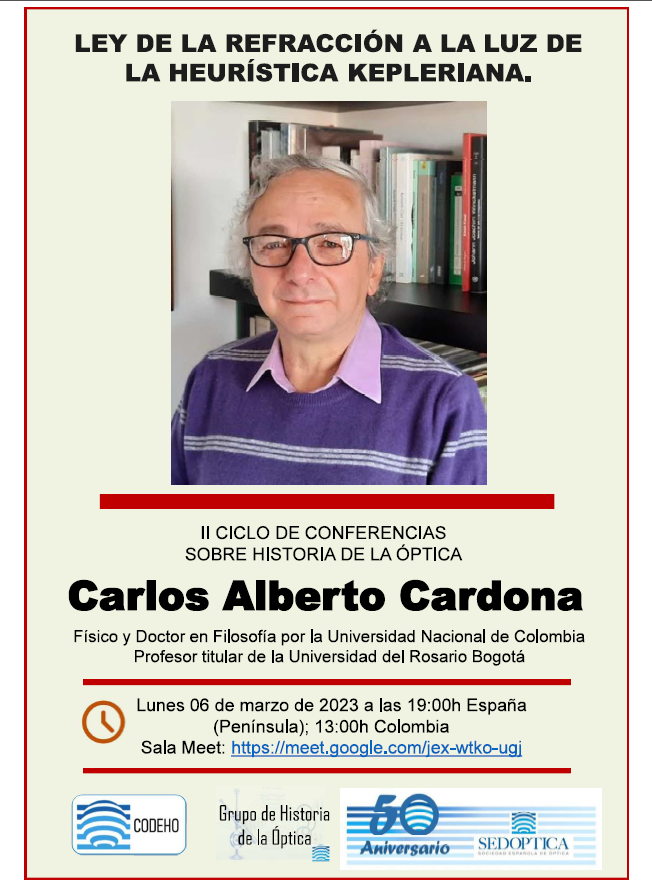 LEY DE LA REFRACCIÓN A LA LUZ DE
LA HEURÍSTICA KEPLERIANA.
II CICLO DE CONFERENCIAS
SOBRE HISTORIA DE LA ÓPTICA
Carlos Alberto Cardona
Físico y Doctor en Filosofía por la Universidad Nacional de Colombia
Profesor titular de la Universidad del Rosario Bogotá
Lunes 06 de marzo de 2023 a las 19:00h España
(Península); 13:00h Colombia
Sala Meet: https://meet.google.com/jex-wtko-ugj
CODEHO
Grupo de Historia
de la Óptica
50
Aniversario
SEDOPTICA
SOCIEDAD ESPAÑOLA DE ÓPTICA